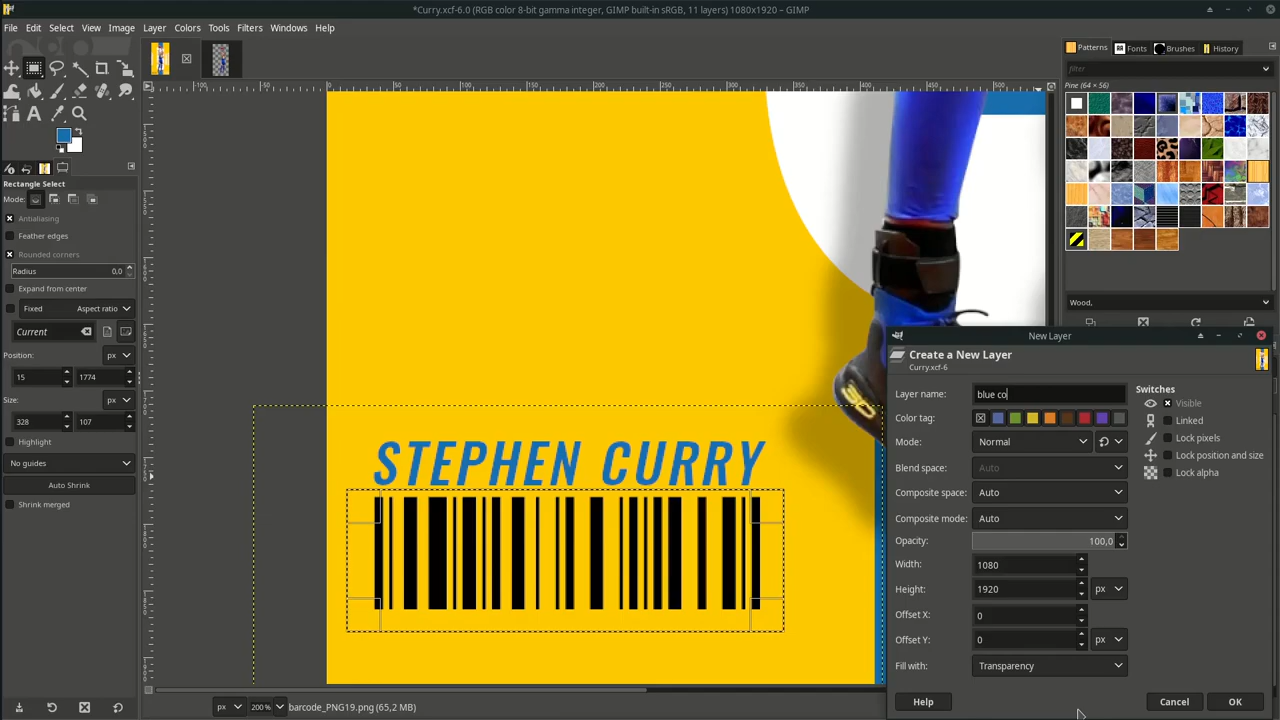 *Curry.xcf-6.0 (RGB color 8-bit gamma integer, GIMP built-in sRGB, 11 layers) 1080x1920 – GIMP
File Edit Select View Image Layer Colors Tools Filters Windows Help
Patterns Fonts Brushes History
filter
Pine (64 × 56)
Rectangle Select
Mode:
Antialiasing
Feather edges
Rounded corners
Radius 0,0
Expand from center
Fixed Aspect ratio
Current
Position: px
15 1774
Size: px
328 107
Highlight
No guides
Auto Shrink
Shrink merged
STEPHEN CURRY
Wood,
New Layer
Create a New Layer
Curry.xcf-6
Layer name: blue co
Color tag:
Mode: Normal
Blend space: Auto
Composite space: Auto
Composite mode: Auto
Opacity: 100,0
Width: 1080
Height: 1920 px
Offset X: 0
Offset Y: 0 px
Fill with: Transparency
Switches
Visible
Linked
Lock pixels
Lock position and size
Lock alpha
Help Cancel OK
px 200% barcode_PNG19.png (65,2 MB)